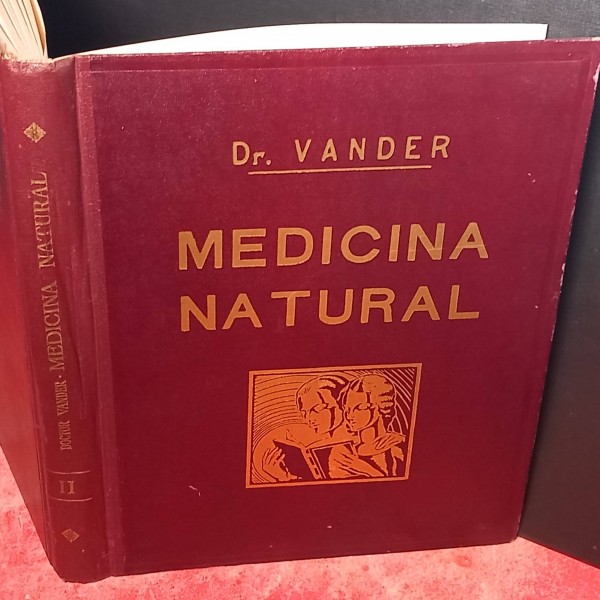 Dr. VANDER
MEDICINA
NATURAL
DOCTOR VANDER · MEDICINA NATURAL
II